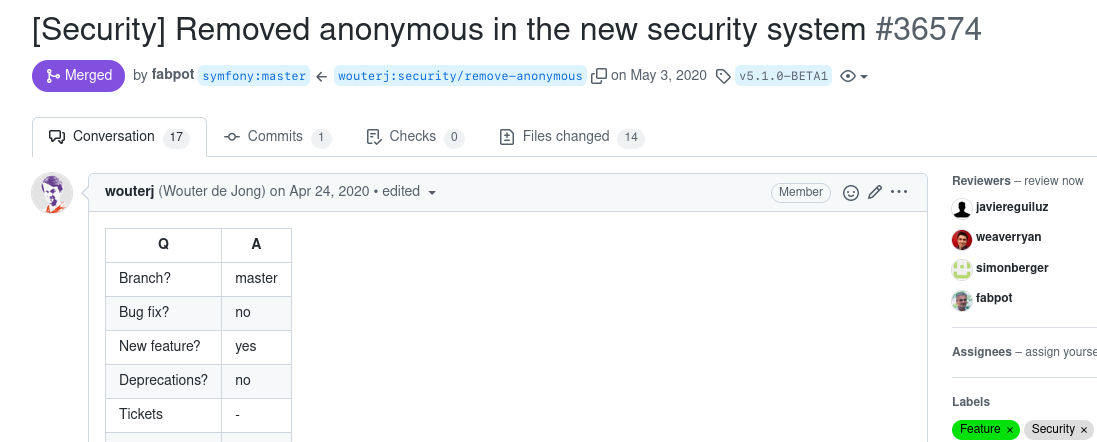 [Security] Removed anonymous in the new security system #36574
Merged by fabpot symfony:master ← wouterj:security/remove-anonymous on May 3, 2020 v5.1.0-BETA1
Conversation 17 Commits 1 Checks 0 Files changed 14
wouterj (Wouter de Jong) on Apr 24, 2020 • edited Member ···
Q A
Branch? master
Bug fix? no
New feature? yes
Deprecations? no
Tickets -
Reviewers – review now
javiereguiluz
weaverryan
simonberger
fabpot
Assignees – assign yourse
Labels
Feature × Security ×